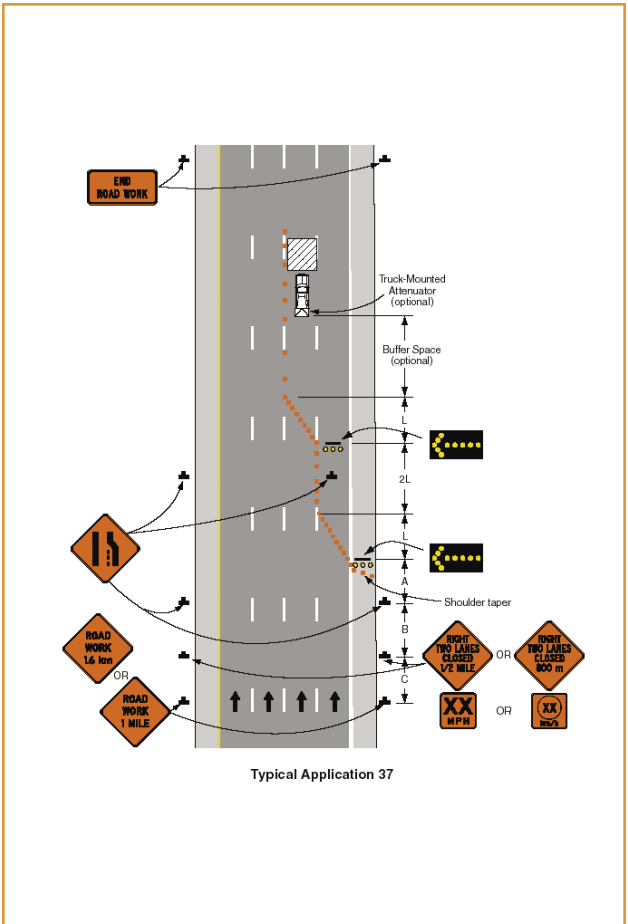 END
ROAD WORK
Truck-Mounted
Attenuator
(optional)
Buffer Space
(optional)
L
2L
L
A
Shoulder taper
B
ROAD
WORK
1.6 km
OR
ROAD
WORK
1 MILE
RIGHT
TWO LANES
CLOSED
1/2 MILE
OR
RIGHT
TWO LANES
CLOSED
800 m
C
XX
MPH
OR
XX
km/h
Typical Application 37